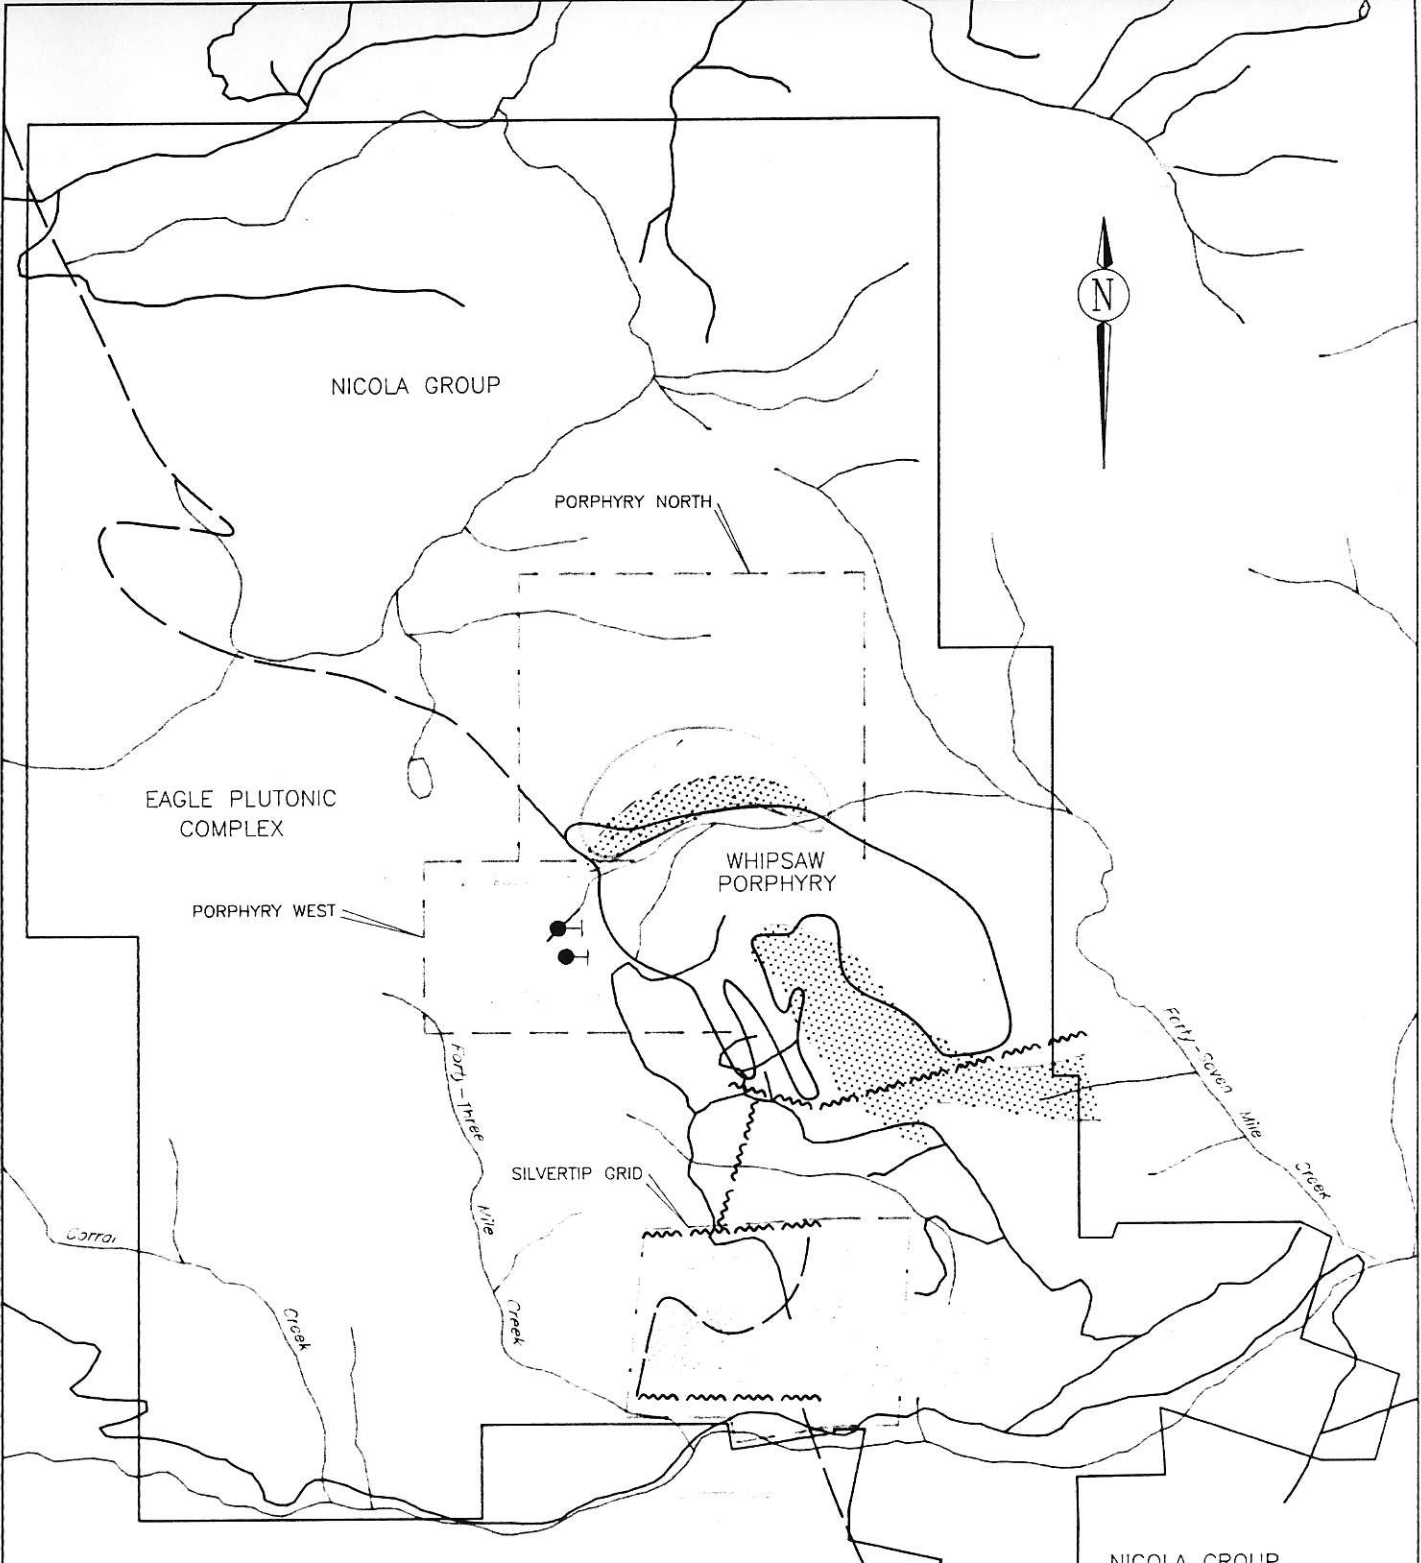 N
NICOLA GROUP
PORPHYRY NORTH
EAGLE PLUTONIC
COMPLEX
WHIPSAW
PORPHYRY
PORPHYRY WEST
Forty-Seven Mile Creek
Forty-Three Mile Creek
SILVERTIP GRID
Corral Creek
NICOLA GROUP